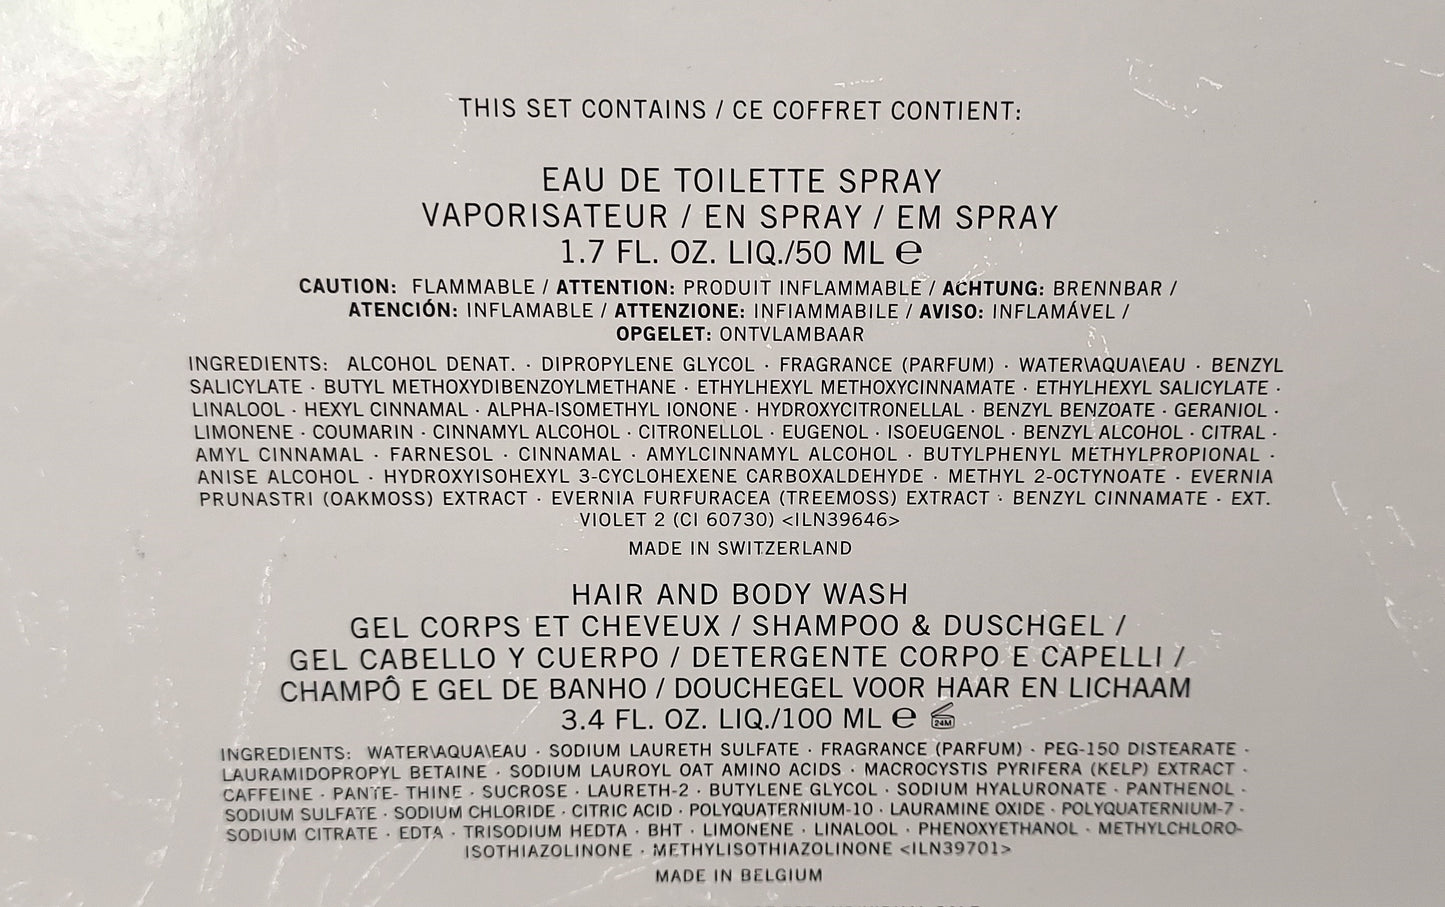 THIS SET CONTAINS / CE COFFRET CONTIENT:
EAU DE TOILETTE SPRAY
VAPORISATEUR / EN SPRAY / EM SPRAY
1.7 FL. OZ. LIQ./50 ML ℮
CAUTION: FLAMMABLE / ATTENTION: PRODUIT INFLAMMABLE / ACHTUNG: BRENNBAR /
ATENCIÓN: INFLAMABLE / ATTENZIONE: INFIAMMABILE / AVISO: INFLAMÁVEL /
OPGELET: ONTVLAMBAAR
INGREDIENTS: ALCOHOL DENAT. · DIPROPYLENE GLYCOL · FRAGRANCE (PARFUM) · WATER\AQUA\EAU · BENZYL
SALICYLATE · BUTYL METHOXYDIBENZOYLMETHANE · ETHYLHEXYL METHOXYCINNAMATE · ETHYLHEXYL SALICYLATE ·
LINALOOL · HEXYL CINNAMAL · ALPHA-ISOMETHYL IONONE · HYDROXYCITRONELLAL · BENZYL BENZOATE · GERANIOL ·
LIMONENE · COUMARIN · CINNAMYL ALCOHOL · CITRONELLOL · EUGENOL · ISOEUGENOL · BENZYL ALCOHOL · CITRAL ·
AMYL CINNAMAL · FARNESOL · CINNAMAL · AMYLCINNAMYL ALCOHOL · BUTYLPHENYL METHYLPROPIONAL ·
ANISE ALCOHOL · HYDROXYISOHEXYL 3-CYCLOHEXENE CARBOXALDEHYDE · METHYL 2-OCTYNOATE · EVERNIA
PRUNASTRI (OAKMOSS) EXTRACT · EVERNIA FURFURACEA (TREEMOSS) EXTRACT · BENZYL CINNAMATE · EXT.
VIOLET 2 (CI 60730) <ILN39646>
MADE IN SWITZERLAND
HAIR AND BODY WASH
GEL CORPS ET CHEVEUX / SHAMPOO & DUSCHGEL /
GEL CABELLO Y CUERPO / DETERGENTE CORPO E CAPELLI /
CHAMPÔ E GEL DE BANHO / DOUCHEGEL VOOR HAAR EN LICHAAM
3.4 FL. OZ. LIQ./100 ML ℮ 24M
INGREDIENTS: WATER\AQUA\EAU · SODIUM LAURETH SULFATE · FRAGRANCE (PARFUM) · PEG-150 DISTEARATE ·
LAURAMIDOPROPYL BETAINE · SODIUM LAUROYL OAT AMINO ACIDS · MACROCYSTIS PYRIFERA (KELP) EXTRACT ·
CAFFEINE · PANTE- THINE · SUCROSE · LAURETH-2 · BUTYLENE GLYCOL · SODIUM HYALURONATE · PANTHENOL ·
SODIUM SULFATE · SODIUM CHLORIDE · CITRIC ACID · POLYQUATERNIUM-10 · LAURAMINE OXIDE · POLYQUATERNIUM-7 ·
SODIUM CITRATE · EDTA · TRISODIUM HEDTA · BHT · LIMONENE · LINALOOL · PHENOXYETHANOL · METHYLCHLORO-
ISOTHIAZOLINONE · METHYLISOTHIAZOLINONE <ILN39701>
MADE IN BELGIUM